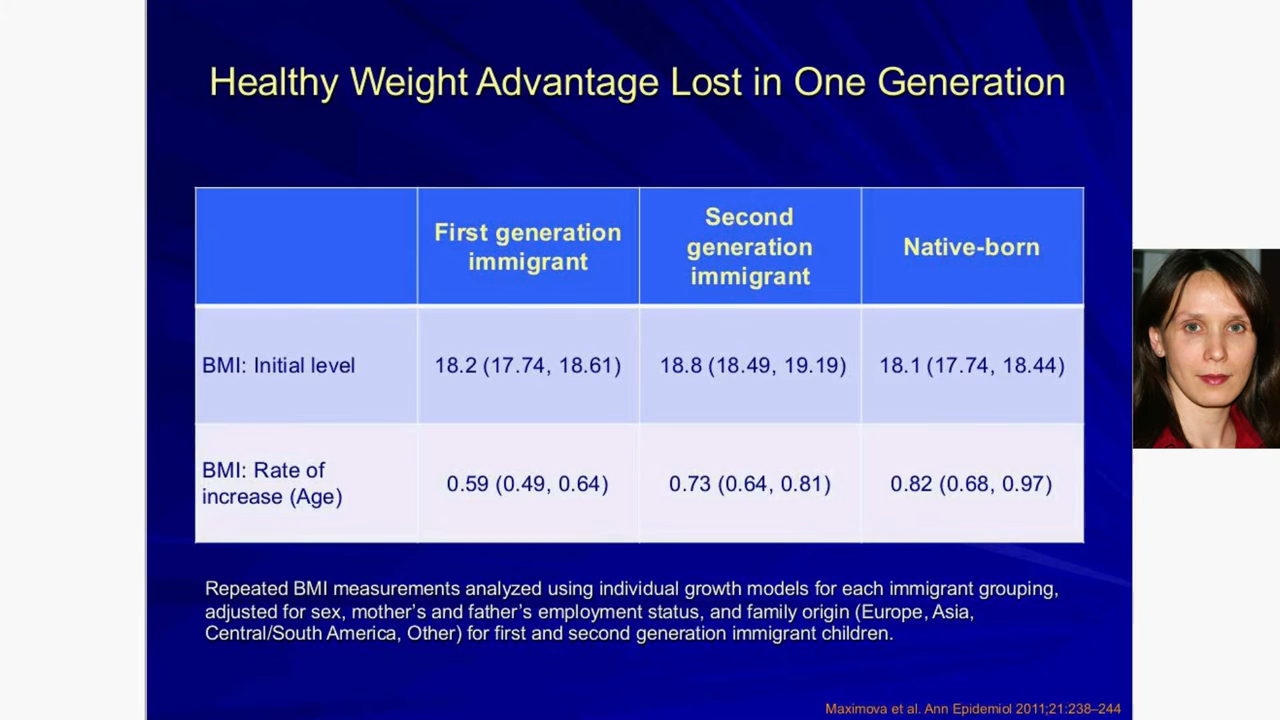 Healthy Weight Advantage Lost in One Generation
First generation
immigrant
Second
generation
immigrant
Native-born
BMI: Initial level
18.2 (17.74, 18.61)
18.8 (18.49, 19.19)
18.1 (17.74, 18.44)
BMI: Rate of
increase (Age)
0.59 (0.49, 0.64)
0.73 (0.64, 0.81)
0.82 (0.68, 0.97)
Repeated BMI measurements analyzed using individual growth models for each immigrant grouping,
adjusted for sex, mother's and father's employment status, and family origin (Europe, Asia,
Central/South America, Other) for first and second generation immigrant children.
Maximova et al. Ann Epidemiol 2011;21:238–244